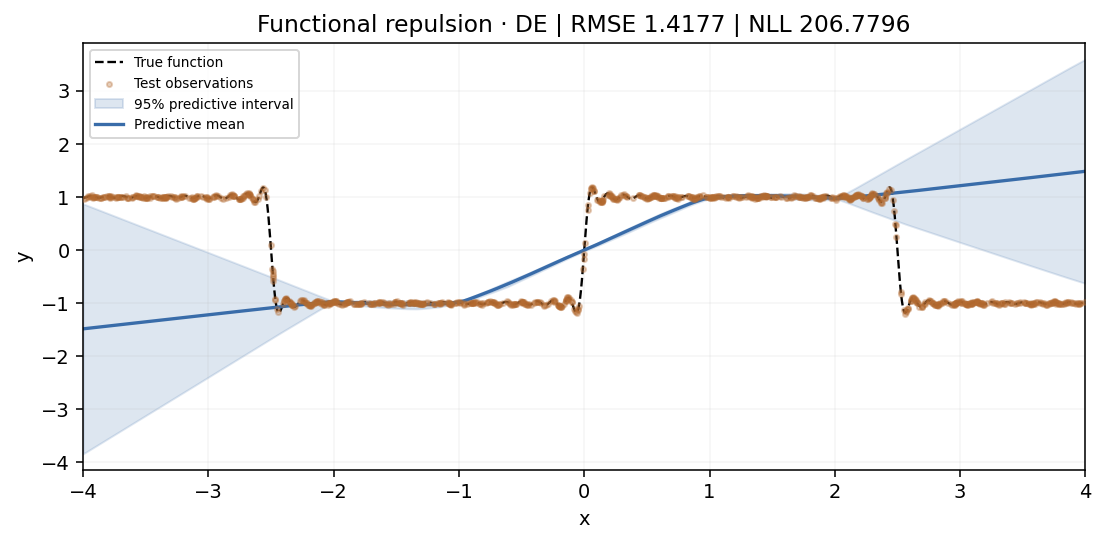 Functional repulsion · DE | RMSE 1.4177 | NLL 206.7796
True function
Test observations
95% predictive interval
Predictive mean
3
2
1
0
−1
−2
−3
−4
y
−4
−3
−2
−1
0
1
2
3
4
x